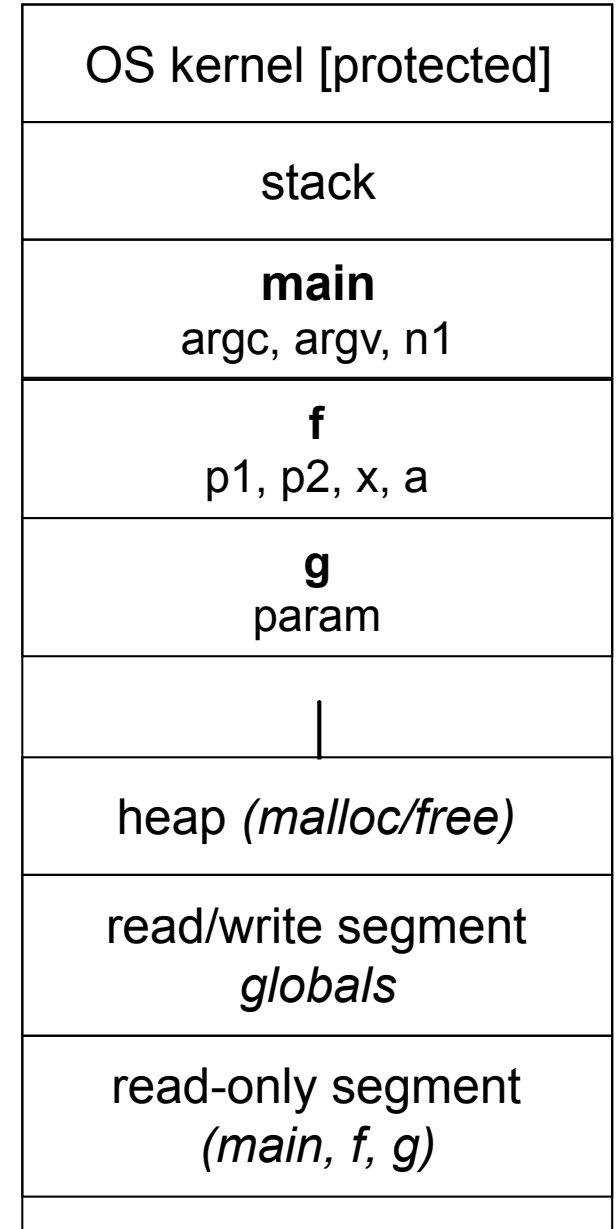 OS kernel [protected]
stack
main
argc, argv, n1
f
p1, p2, x, a
g
param
heap (malloc/free)
read/write segment
globals
read-only segment
(main, f, g)